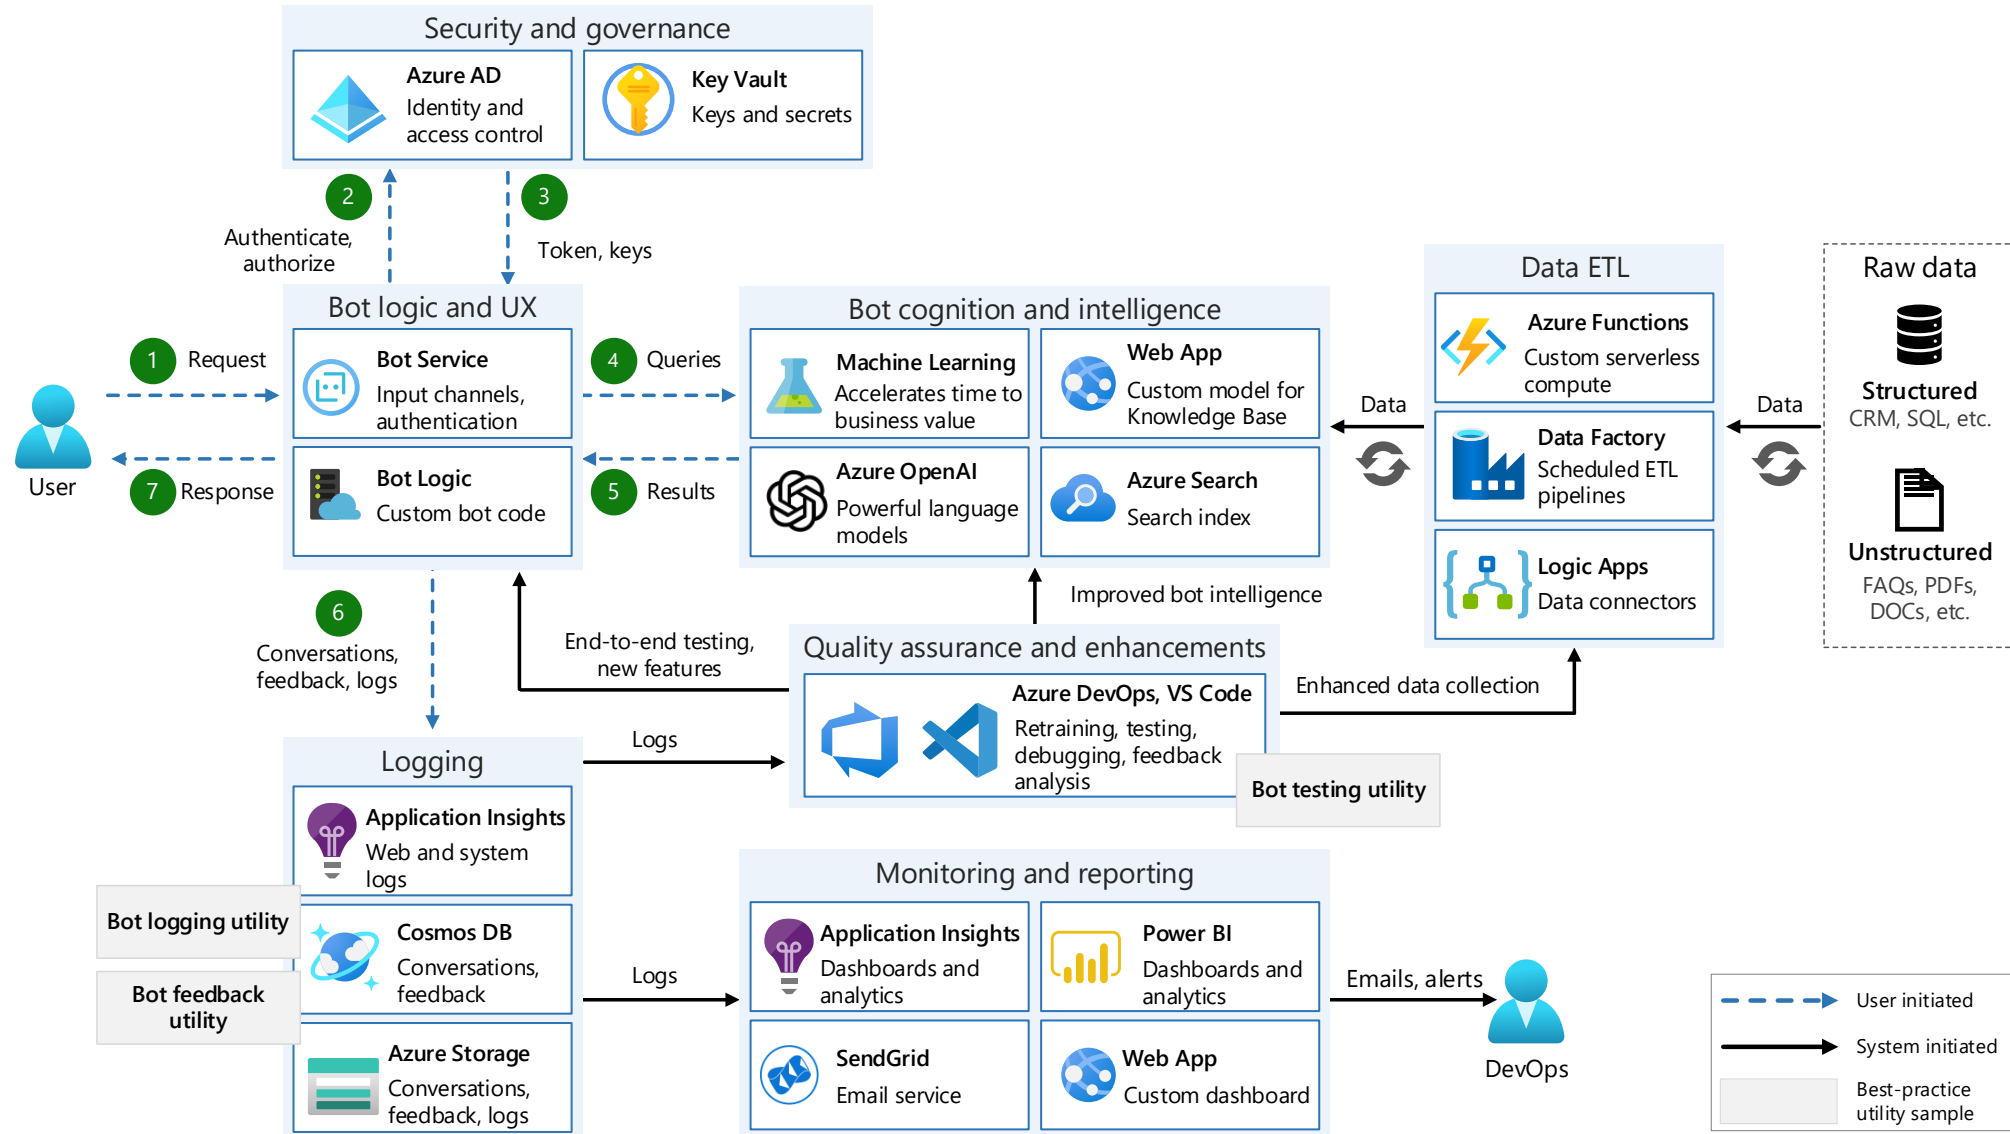 Security and governance
Azure AD
Identity and
access control
Key Vault
Keys and secrets
2
Authenticate,
authorize
3
Token, keys
Bot logic and UX
Bot Service
Input channels,
authentication
Bot Logic
Custom bot code
1
Request
User
7
Response
4
Queries
5
Results
Bot cognition and intelligence
Machine Learning
Accelerates time to
business value
Web App
Custom model for
Knowledge Base
Azure OpenAI
Powerful language
models
Azure Search
Search index
Data
Data ETL
Azure Functions
Custom serverless
compute
Data Factory
Scheduled ETL
pipelines
Logic Apps
Data connectors
Data
Raw data
Structured
CRM, SQL, etc.
Unstructured
FAQs, PDFs,
DOCs, etc.
6
Conversations,
feedback, logs
End-to-end testing,
new features
Improved bot intelligence
Quality assurance and enhancements
Azure DevOps, VS Code
Retraining, testing,
debugging, feedback
analysis
Bot testing utility
Enhanced data collection
Logs
Logging
Application Insights
Web and system
logs
Bot logging utility
Cosmos DB
Conversations,
feedback
Bot feedback
utility
Azure Storage
Conversations,
feedback, logs
Logs
Monitoring and reporting
Application Insights
Dashboards and
analytics
Power BI
Dashboards and
analytics
SendGrid
Email service
Web App
Custom dashboard
Emails, alerts
DevOps
User initiated
System initiated
Best-practice
utility sample